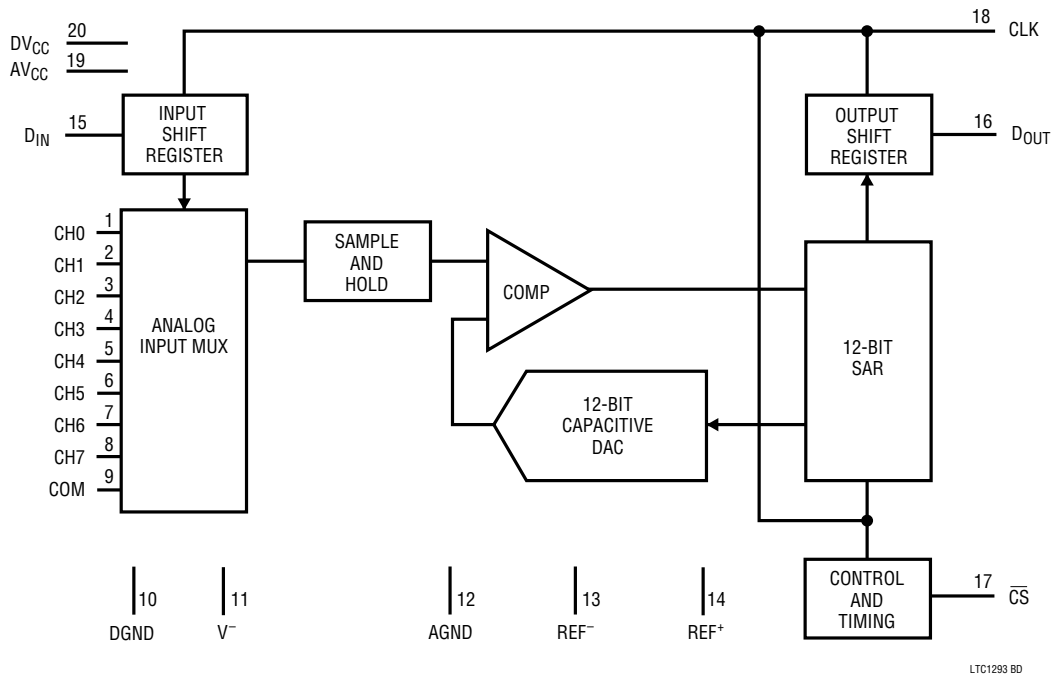 DVCC 20
AVCC 19
18 CLK
DIN 15
INPUT
SHIFT
REGISTER
OUTPUT
SHIFT
REGISTER
16 DOUT
CH0 1
CH1 2
CH2 3
CH3 4
CH4 5
CH5 6
CH6 7
CH7 8
COM 9
ANALOG
INPUT MUX
SAMPLE
AND
HOLD
COMP
12-BIT
CAPACITIVE
DAC
12-BIT
SAR
CONTROL
AND
TIMING
17 C̅S̅
10
DGND
11
V–
12
AGND
13
REF–
14
REF+
LTC1293 BD